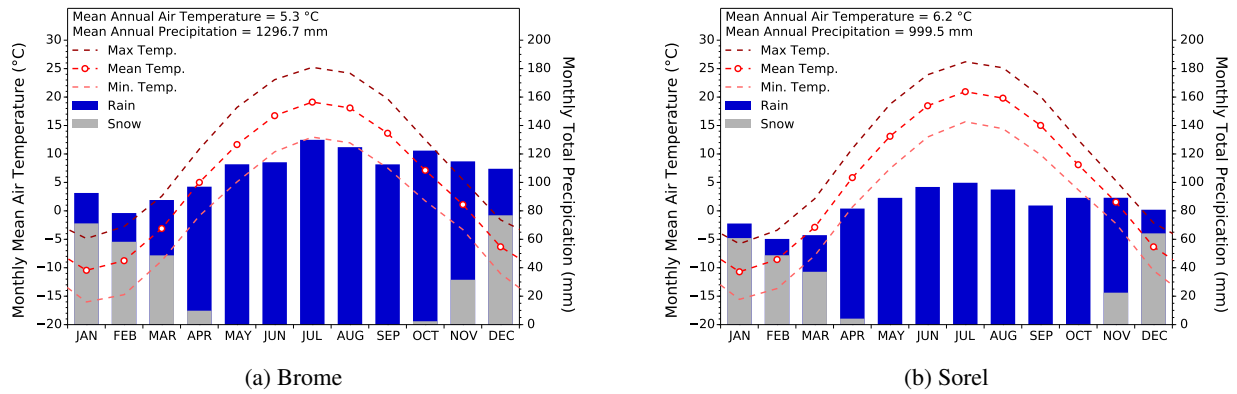 Mean Annual Air Temperature = 5.3 °C
Mean Annual Precipitation = 1296.7 mm
Max Temp.
Mean Temp.
Min. Temp.
Rain
Snow
Monthly Mean Air Temperature (°C)
30
25
20
15
10
5
0
−5
−10
−15
−20
Monthly Total Precipication (mm)
200
180
160
140
120
100
80
60
40
20
0
JAN FEB MAR APR MAY JUN JUL AUG SEP OCT NOV DEC
(a) Brome
Mean Annual Air Temperature = 6.2 °C
Mean Annual Precipitation = 999.5 mm
Max Temp.
Mean Temp.
Min. Temp.
Rain
Snow
Monthly Mean Air Temperature (°C)
30
25
20
15
10
5
0
−5
−10
−15
−20
Monthly Total Precipication (mm)
200
180
160
140
120
100
80
60
40
20
0
JAN FEB MAR APR MAY JUN JUL AUG SEP OCT NOV DEC
(b) Sorel